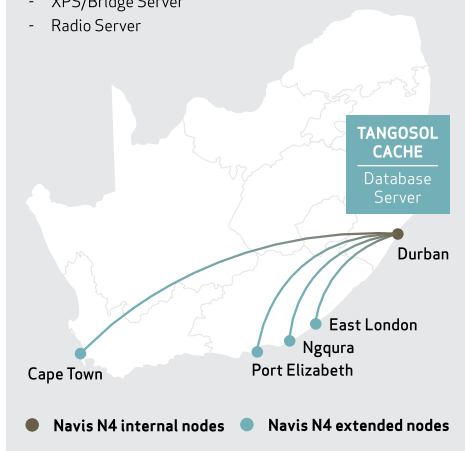 - XPS/Bridge Server
- Radio Server
TANGOSOL
CACHE
Database
Server
Durban
East London
Ngqura
Port Elizabeth
Cape Town
Navis N4 internal nodes
Navis N4 extended nodes